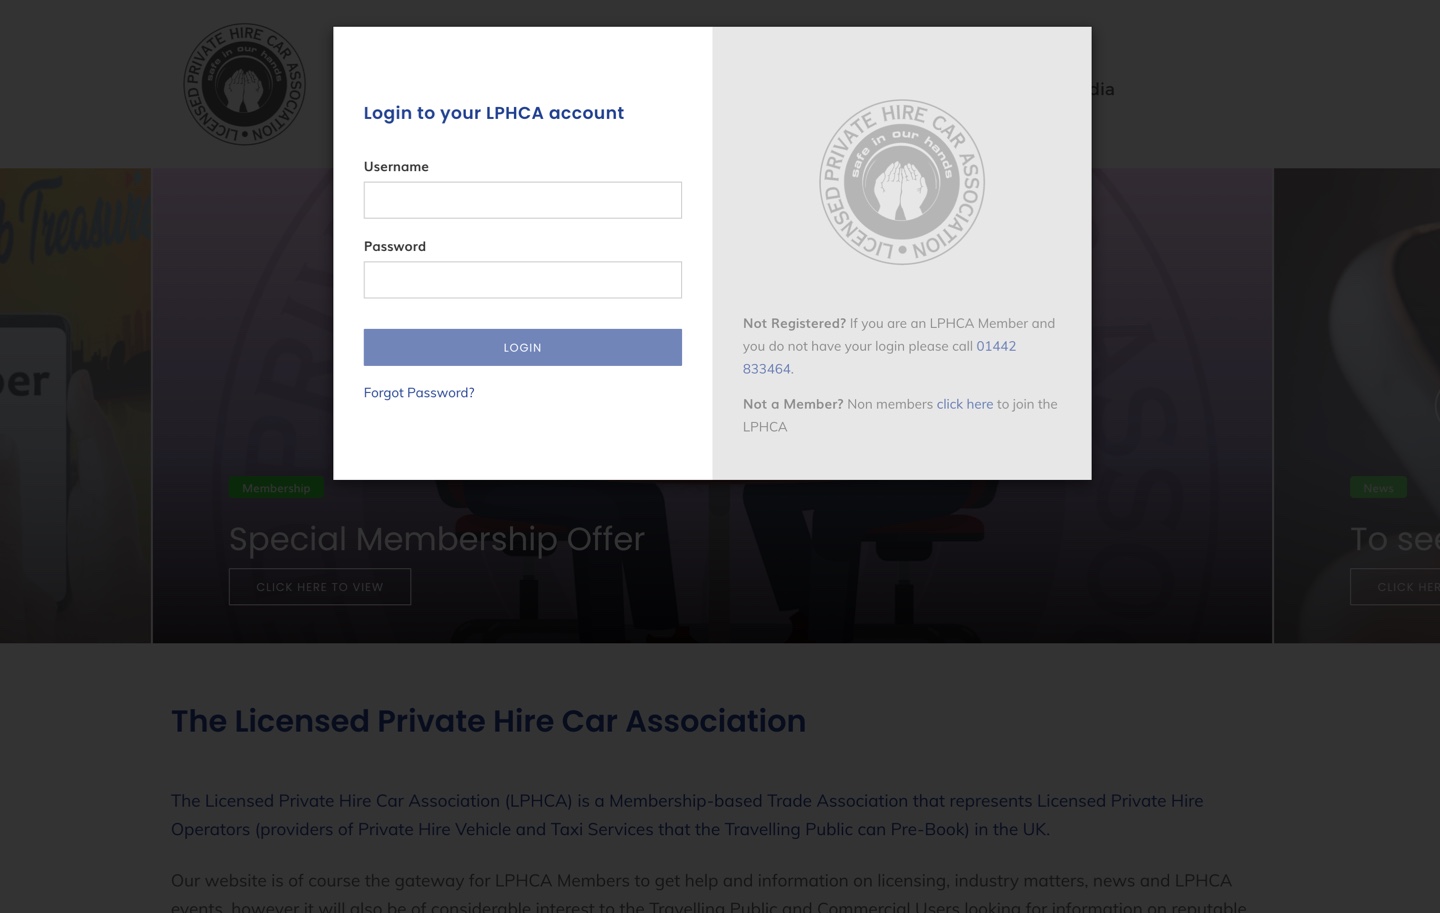 LICENSED PRIVATE HIRE CAR ASSOCIATION
safe in our hands
dia
Login to your LPHCA account
Username
Password
LOGIN
Forgot Password?
LICENSED PRIVATE HIRE CAR ASSOCIATION
safe in our hands
Not Registered? If you are an LPHCA Member and
you do not have your login please call 01442
833464.
Not a Member? Non members click here to join the
LPHCA
b Treasure
ber
Membership
Special Membership Offer
CLICK HERE TO VIEW
News
To see
CLICK HER
The Licensed Private Hire Car Association
The Licensed Private Hire Car Association (LPHCA) is a Membership-based Trade Association that represents Licensed Private Hire
Operators (providers of Private Hire Vehicle and Taxi Services that the Travelling Public can Pre-Book) in the UK.
Our website is of course the gateway for LPHCA Members to get help and information on licensing, industry matters, news and LPHCA
events, however it will also be of considerable interest to the Travelling Public and Commercial Users looking for information on reputable